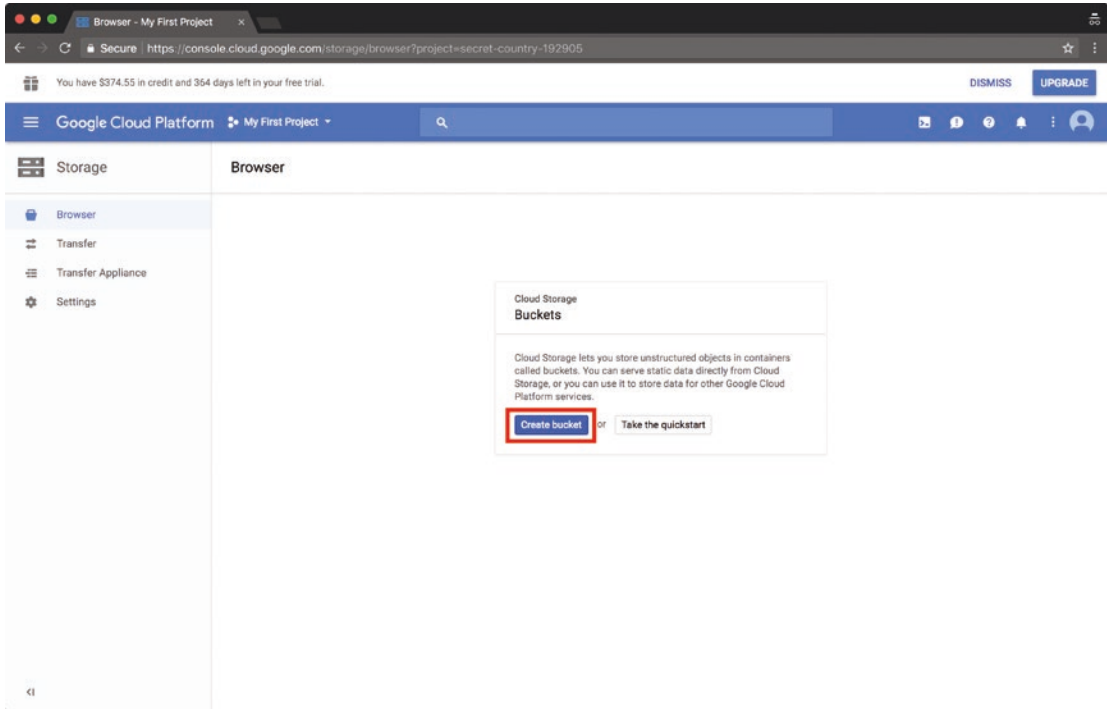 Browser - My First Project
Secure https://console.cloud.google.com/storage/browser?project=secret-country-192905
You have $374.55 in credit and 364 days left in your free trial.
DISMISS
UPGRADE
Google Cloud Platform
My First Project
Storage
Browser
Browser
Transfer
Transfer Appliance
Settings
Cloud Storage
Buckets
Cloud Storage lets you store unstructured objects in containers
called buckets. You can serve static data directly from Cloud
Storage, or you can use it to store data for other Google Cloud
Platform services.
Create bucket or Take the quickstart